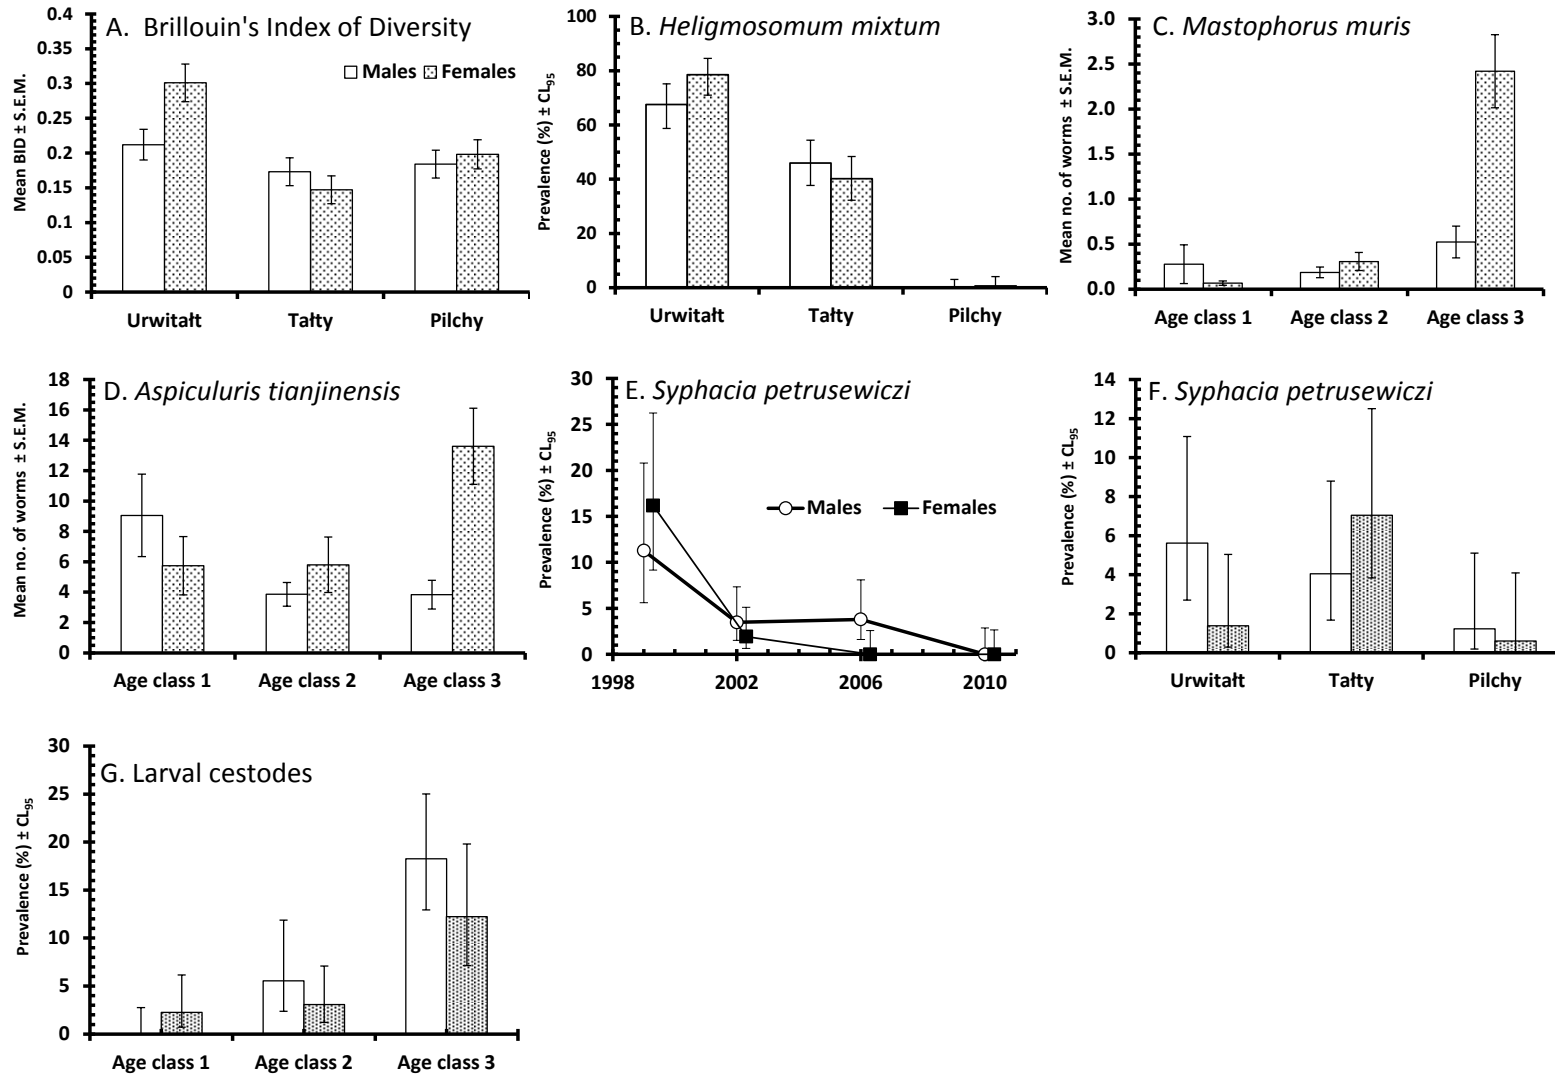 A. Brillouin's Index of Diversity
Males Females
Mean BID ± S.E.M.
0.4
0.35
0.3
0.25
0.2
0.15
0.1
0.05
0
Urwitałt Tałty Pilchy
B. Heligmosomum mixtum
Prevalence (%) ± CL95
100
80
60
40
20
0
Urwitałt Tałty Pilchy
C. Mastophorus muris
Mean no. of worms ± S.E.M.
3.0
2.5
2.0
1.5
1.0
0.5
0.0
Age class 1 Age class 2 Age class 3
D. Aspiculuris tianjinensis
Mean no. of worms ± S.E.M.
18
16
14
12
10
8
6
4
2
0
Age class 1 Age class 2 Age class 3
E. Syphacia petrusewiczi
Males Females
Prevalence (%) ± CL95
30
25
20
15
10
5
0
1998 2002 2006 2010
F. Syphacia petrusewiczi
Prevalence (%) ± CL95
14
12
10
8
6
4
2
0
Urwitałt Tałty Pilchy
G. Larval cestodes
Prevalence (%) ± CL95
30
25
20
15
10
5
0
Age class 1 Age class 2 Age class 3